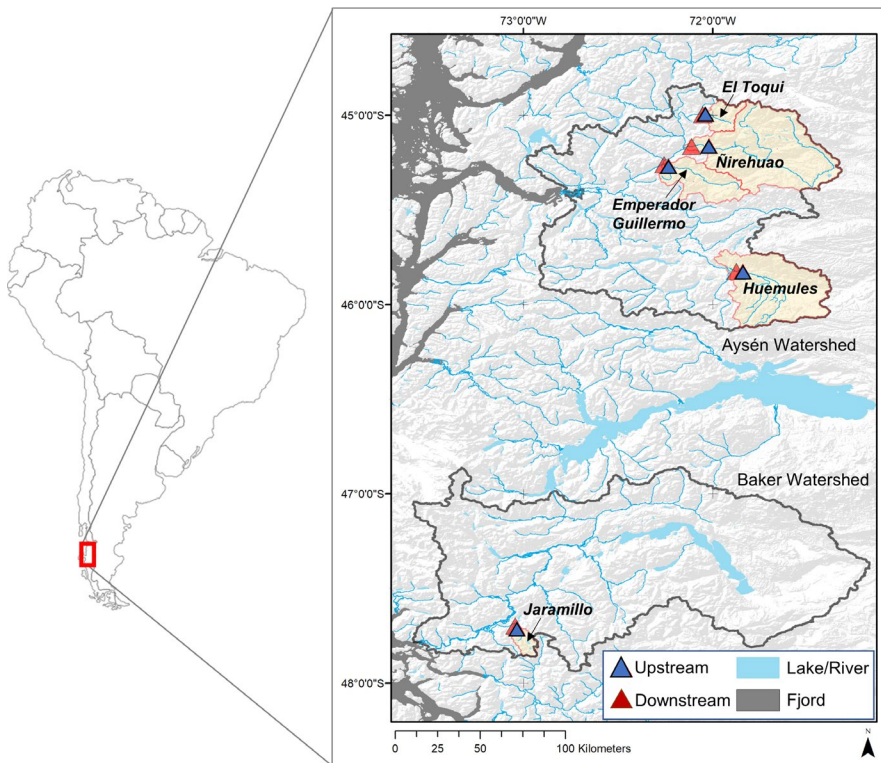 73°0'0"W
72°0'0"W
45°0'0"S
El Toqui
Ñirehuao
Emperador
Guillermo
Huemules
46°0'0"S
Aysén Watershed
Baker Watershed
47°0'0"S
Jaramillo
48°0'0"S
Upstream
Lake/River
Downstream
Fjord
0 25 50 100 Kilometers
N